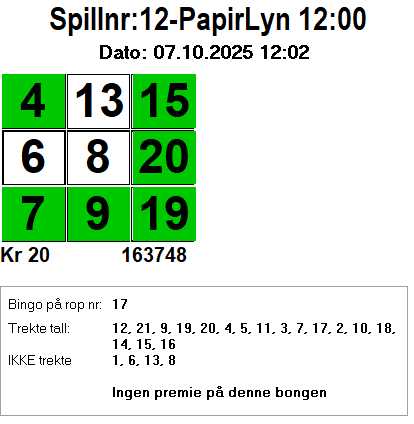 Spillnr:12-PapirLyn 12:00
Dato: 07.10.2025 12:02
4 13 15
6 8 20
7 9 19
Kr 20 163748
Bingo på rop nr: 17
Trekte tall: 12, 21, 9, 19, 20, 4, 5, 11, 3, 7, 17, 2, 10, 18,
14, 15, 16
IKKE trekte 1, 6, 13, 8
Ingen premie på denne bongen